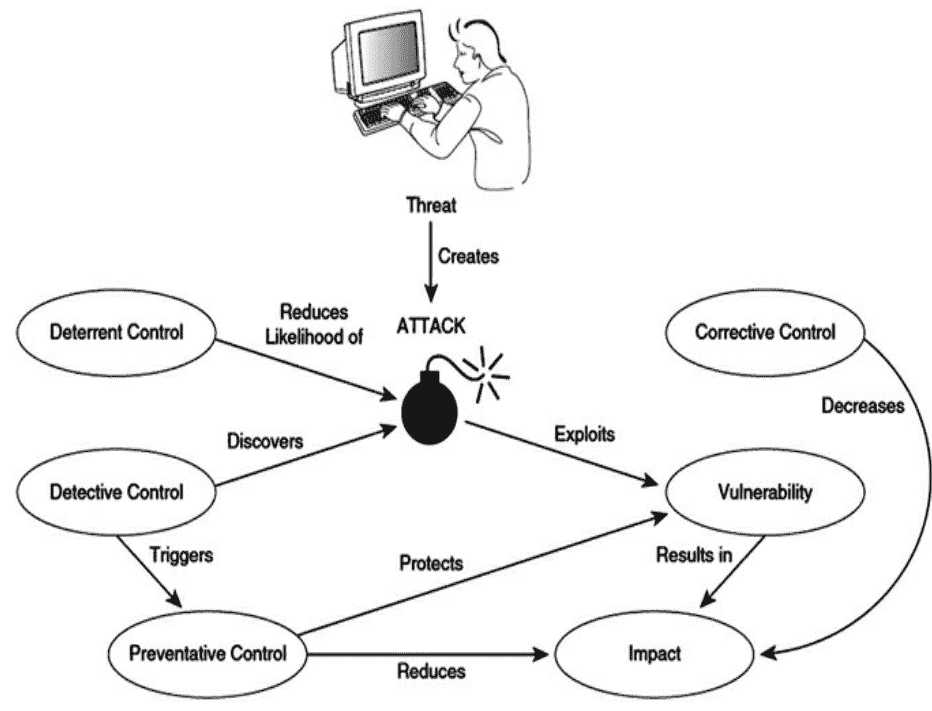 Threat
Creates
Deterrent Control
Reduces
Likelihood of
ATTACK
Corrective Control
Decreases
Discovers
Exploits
Detective Control
Vulnerability
Triggers
Protects
Results in
Preventative Control
Reduces
Impact